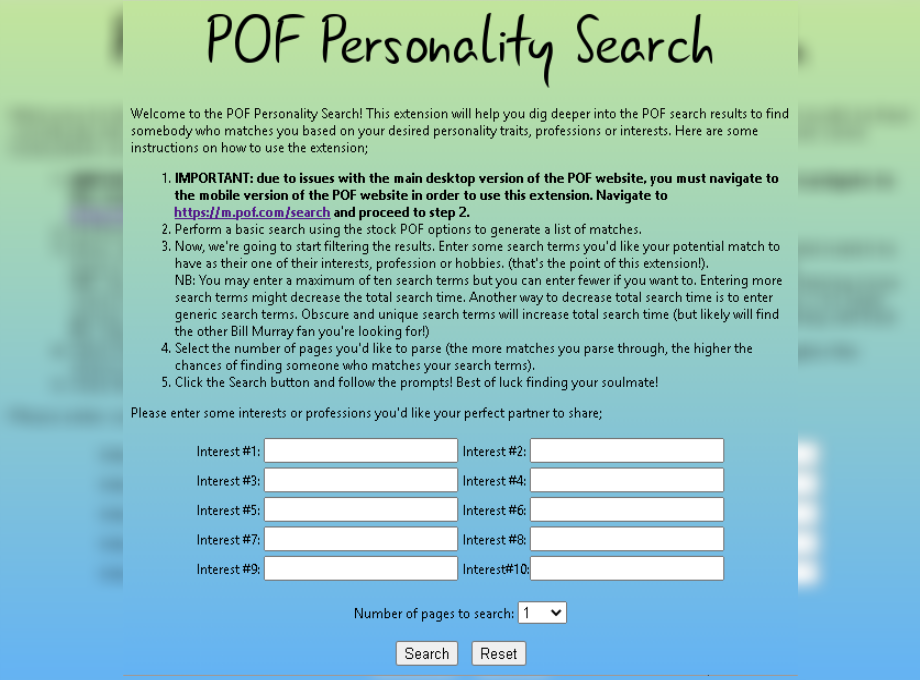 POF Personality Search
Welcome to the POF Personality Search! This extension will help you dig deeper into the POF search results to find
somebody who matches you based on your desired personality traits, professions or interests. Here are some
instructions on how to use the extension;
1. IMPORTANT: due to issues with the main desktop version of the POF website, you must navigate to
the mobile version of the POF website in order to use this extension. Navigate to
https://m.pof.com/search and proceed to step 2.
2. Perform a basic search using the stock POF options to generate a list of matches.
3. Now, we're going to start filtering the results. Enter some search terms you'd like your potential match to
have as their one of their interests, profession or hobbies. (that's the point of this extension!).
NB: You may enter a maximum of ten search terms but you can enter fewer if you want to. Entering more
search terms might decrease the total search time. Another way to decrease total search time is to enter
generic search terms. Obscure and unique search terms will increase total search time (but likely will find
the other Bill Murray fan you're looking for!)
4. Select the number of pages you'd like to parse (the more matches you parse through, the higher the
chances of finding someone who matches your search terms).
5. Click the Search button and follow the prompts! Best of luck finding your soulmate!
Please enter some interests or professions you'd like your perfect partner to share;
Interest #1: Interest #2:
Interest #3: Interest #4:
Interest #5: Interest #6:
Interest #7: Interest #8:
Interest #9: Interest#10:
Number of pages to search: 1
Search Reset